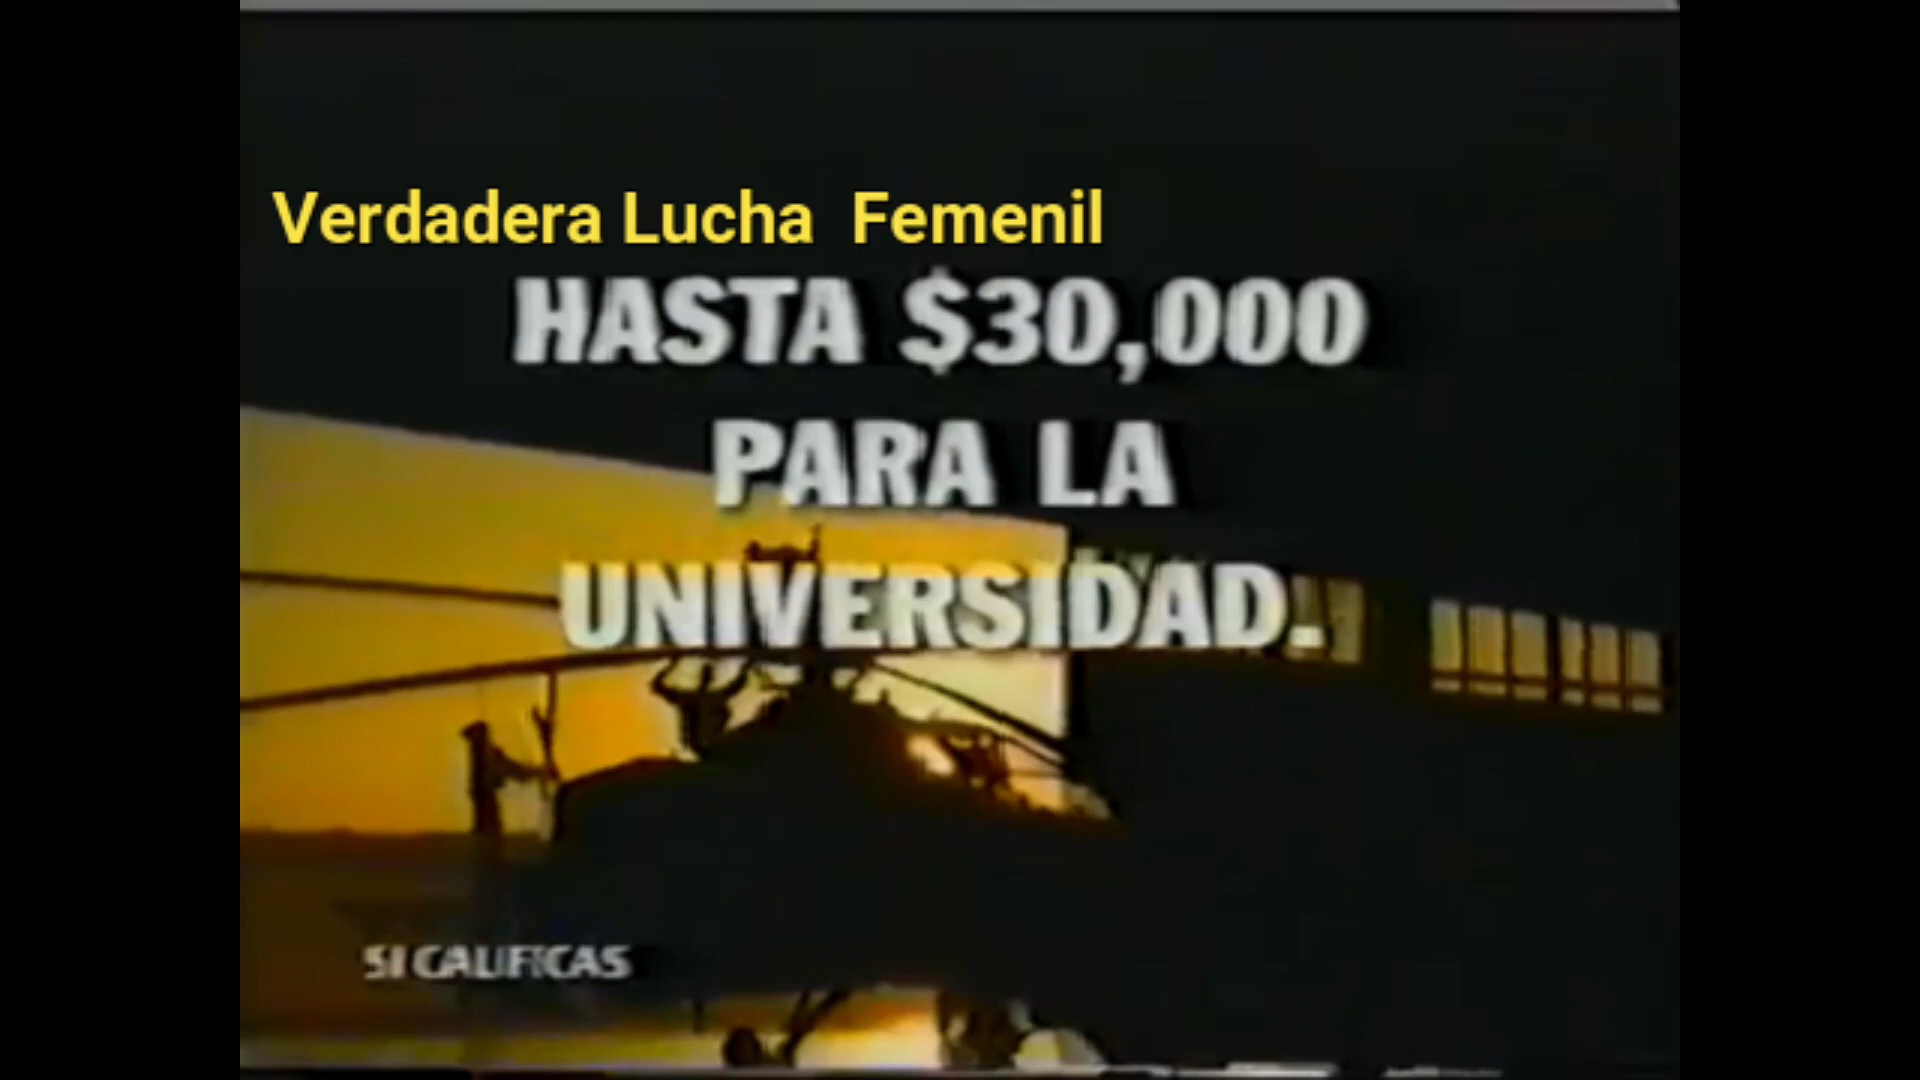 Verdadera Lucha Femenil
HASTA $30,000
PARA LA
UNIVERSIDAD.
SI CALIFICAS